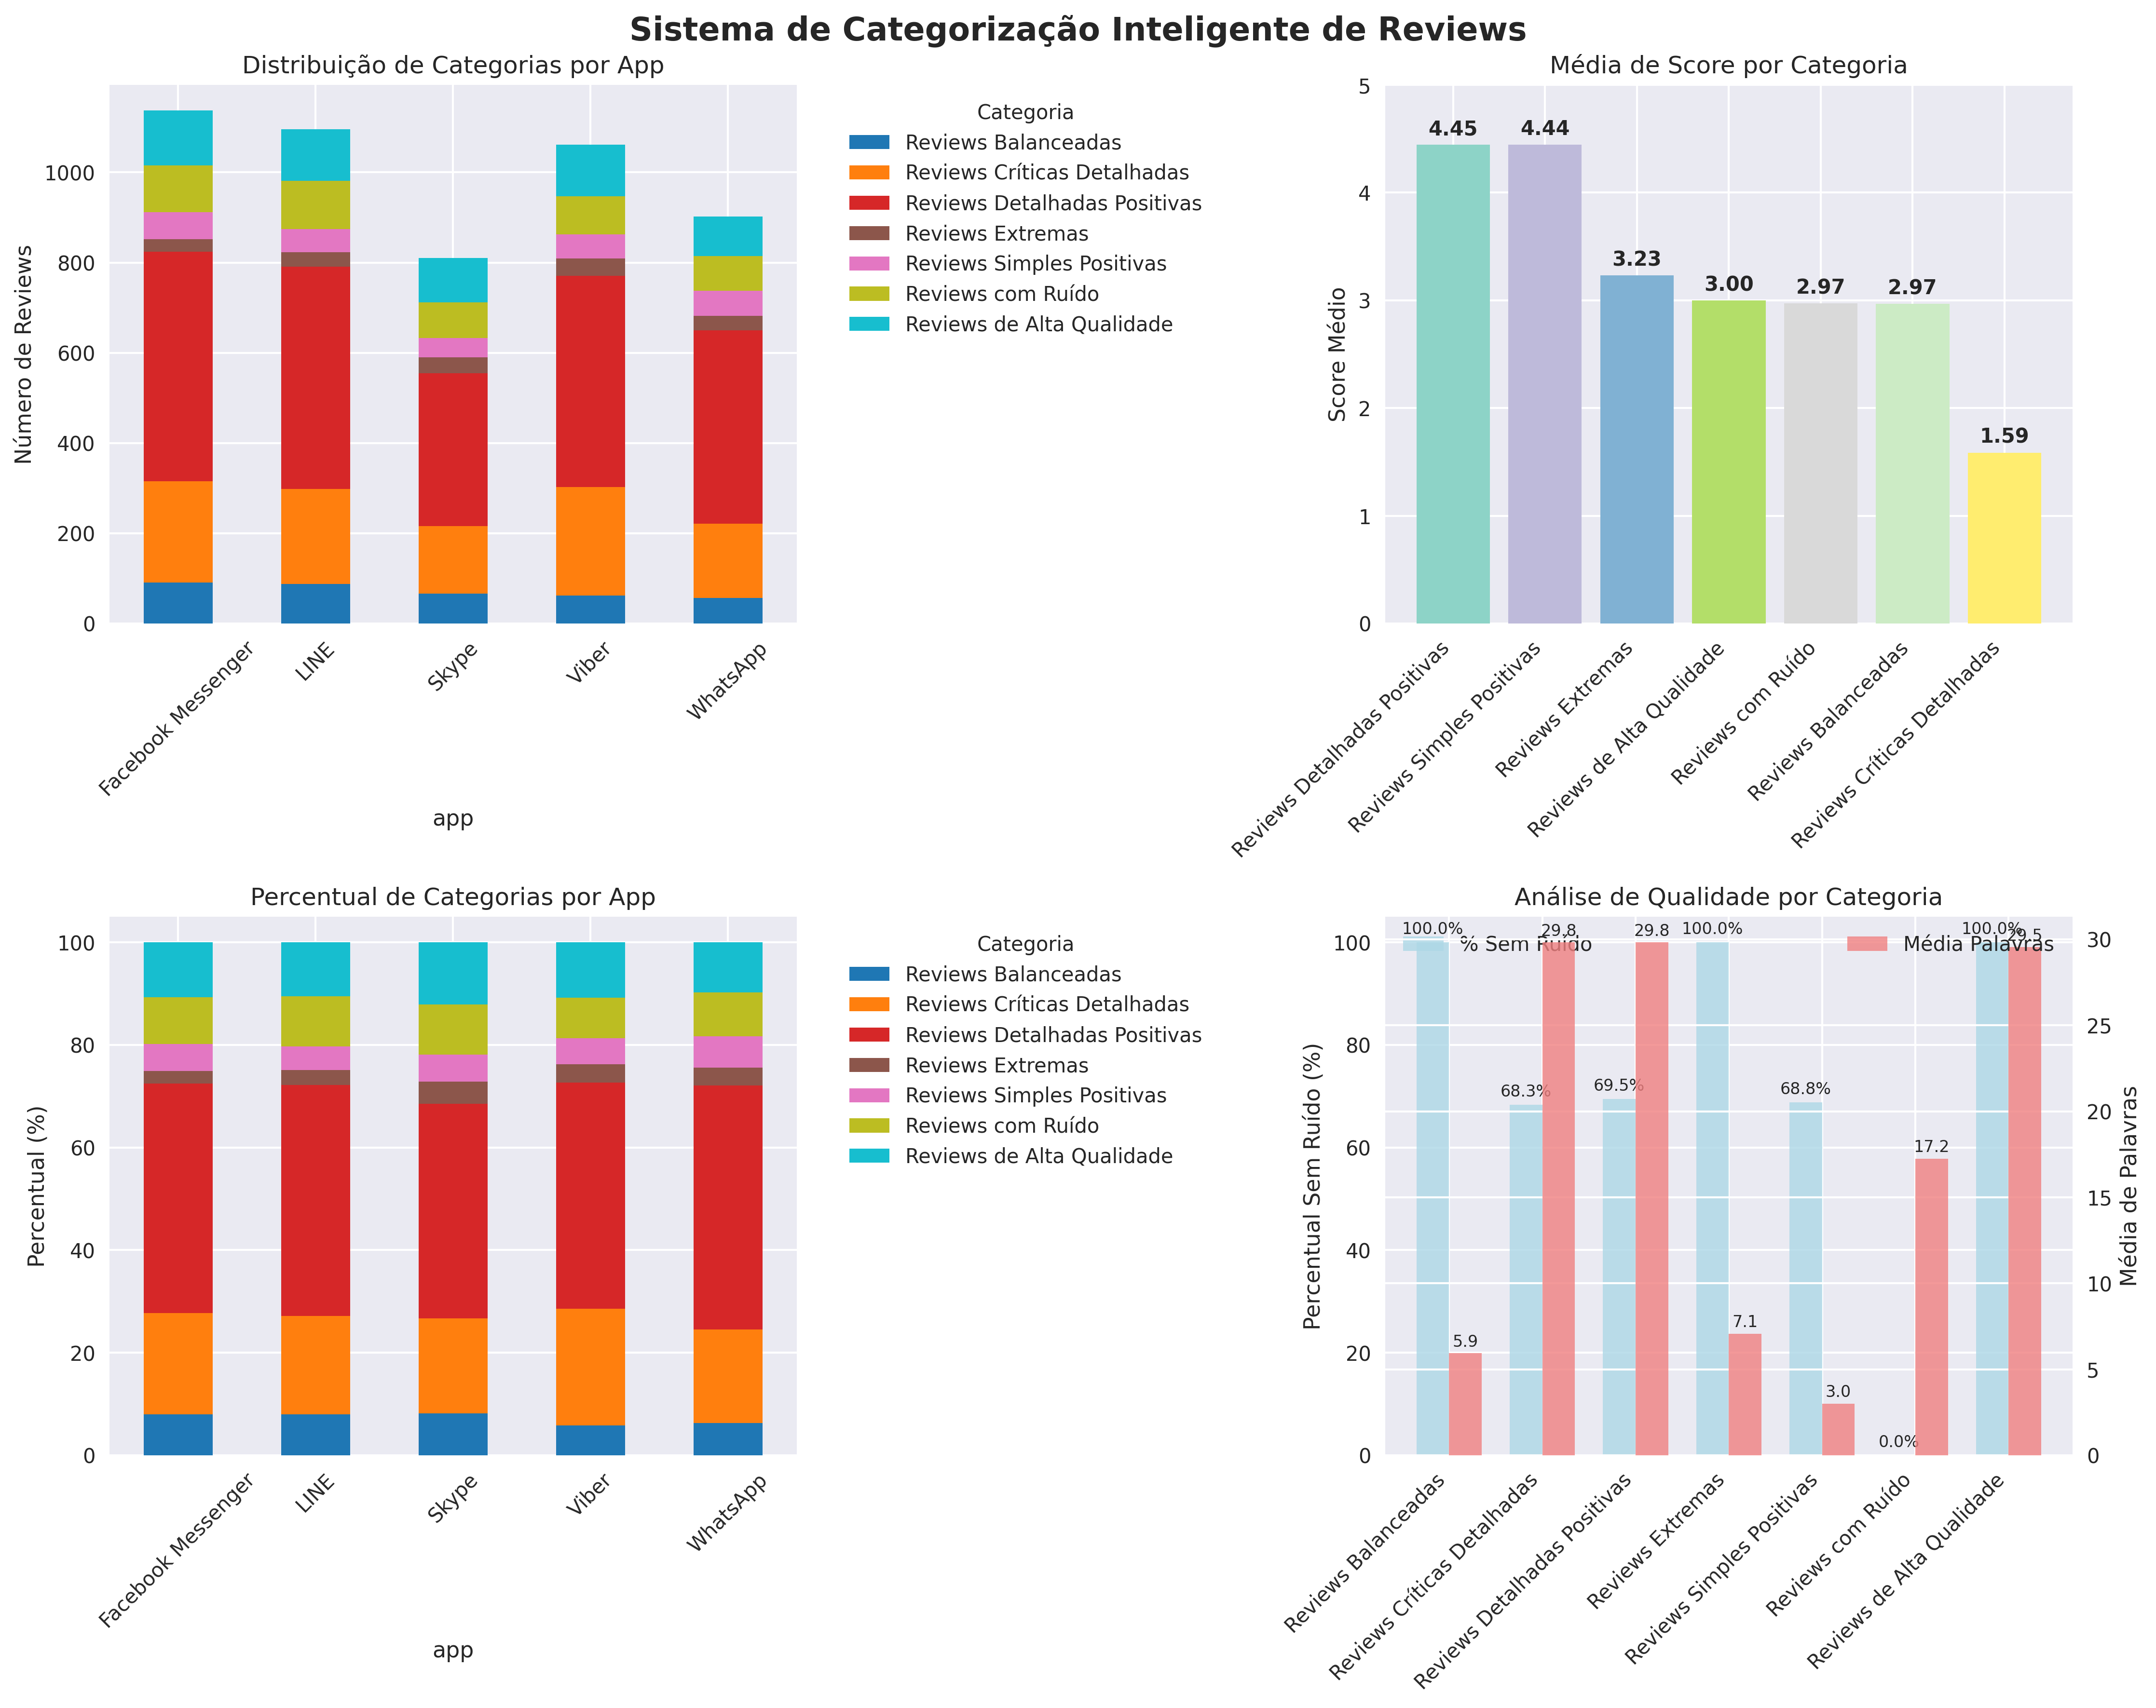 Sistema de Categorização Inteligente de Reviews
Distribuição de Categorias por App
Número de Reviews
1000
800
600
400
200
0
Facebook Messenger
LINE
Skype
Viber
WhatsApp
app
Categoria
Reviews Balanceadas
Reviews Críticas Detalhadas
Reviews Detalhadas Positivas
Reviews Extremas
Reviews Simples Positivas
Reviews com Ruído
Reviews de Alta Qualidade
Média de Score por Categoria
Score Médio
5
4
3
2
1
0
4.45
4.44
3.23
3.00
2.97
2.97
1.59
Reviews Detalhadas Positivas
Reviews Simples Positivas
Reviews Extremas
Reviews de Alta Qualidade
Reviews com Ruído
Reviews Balanceadas
Reviews Críticas Detalhadas
Percentual de Categorias por App
Percentual (%)
100
80
60
40
20
0
Facebook Messenger
LINE
Skype
Viber
WhatsApp
app
Categoria
Reviews Balanceadas
Reviews Críticas Detalhadas
Reviews Detalhadas Positivas
Reviews Extremas
Reviews Simples Positivas
Reviews com Ruído
Reviews de Alta Qualidade
Análise de Qualidade por Categoria
Percentual Sem Ruído (%)
100
80
60
40
20
0
% Sem Ruído
Média Palavras
100.0%
68.3%
69.5%
100.0%
68.8%
0.0%
100.0%
5.9
29.8
29.8
7.1
3.0
17.2
29.5
30
25
20
15
10
5
0
Média de Palavras
Reviews Balanceadas
Reviews Críticas Detalhadas
Reviews Detalhadas Positivas
Reviews Extremas
Reviews Simples Positivas
Reviews com Ruído
Reviews de Alta Qualidade